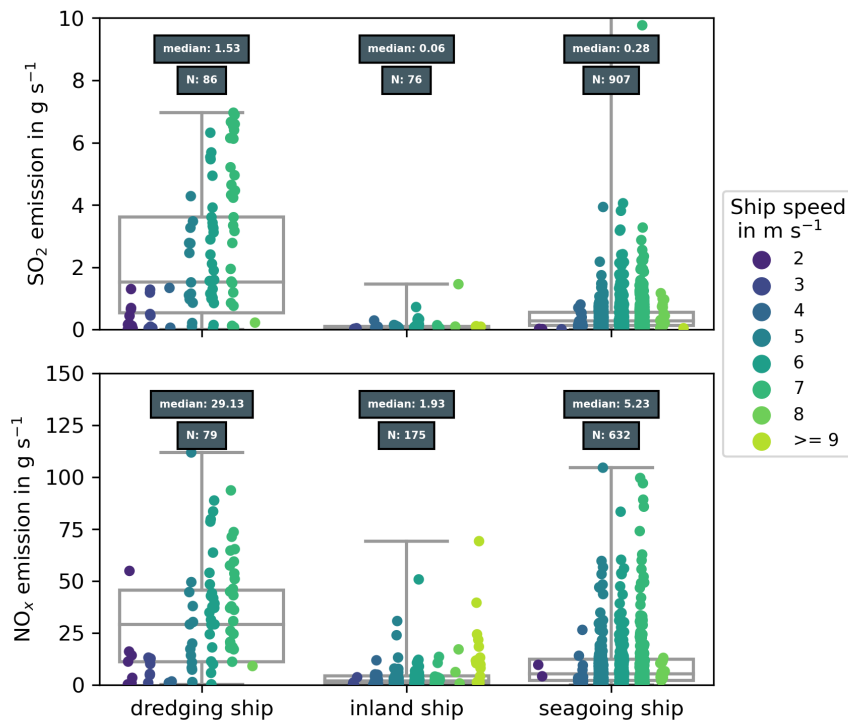 10
8
6
4
2
0
SO₂ emission in g s⁻¹
median: 1.53
N: 86
median: 0.06
N: 76
median: 0.28
N: 907
150
125
100
75
50
25
0
NOₓ emission in g s⁻¹
median: 29.13
N: 79
median: 1.93
N: 175
median: 5.23
N: 632
dredging ship
inland ship
seagoing ship
Ship speed
in m s⁻¹
2
3
4
5
6
7
8
>= 9